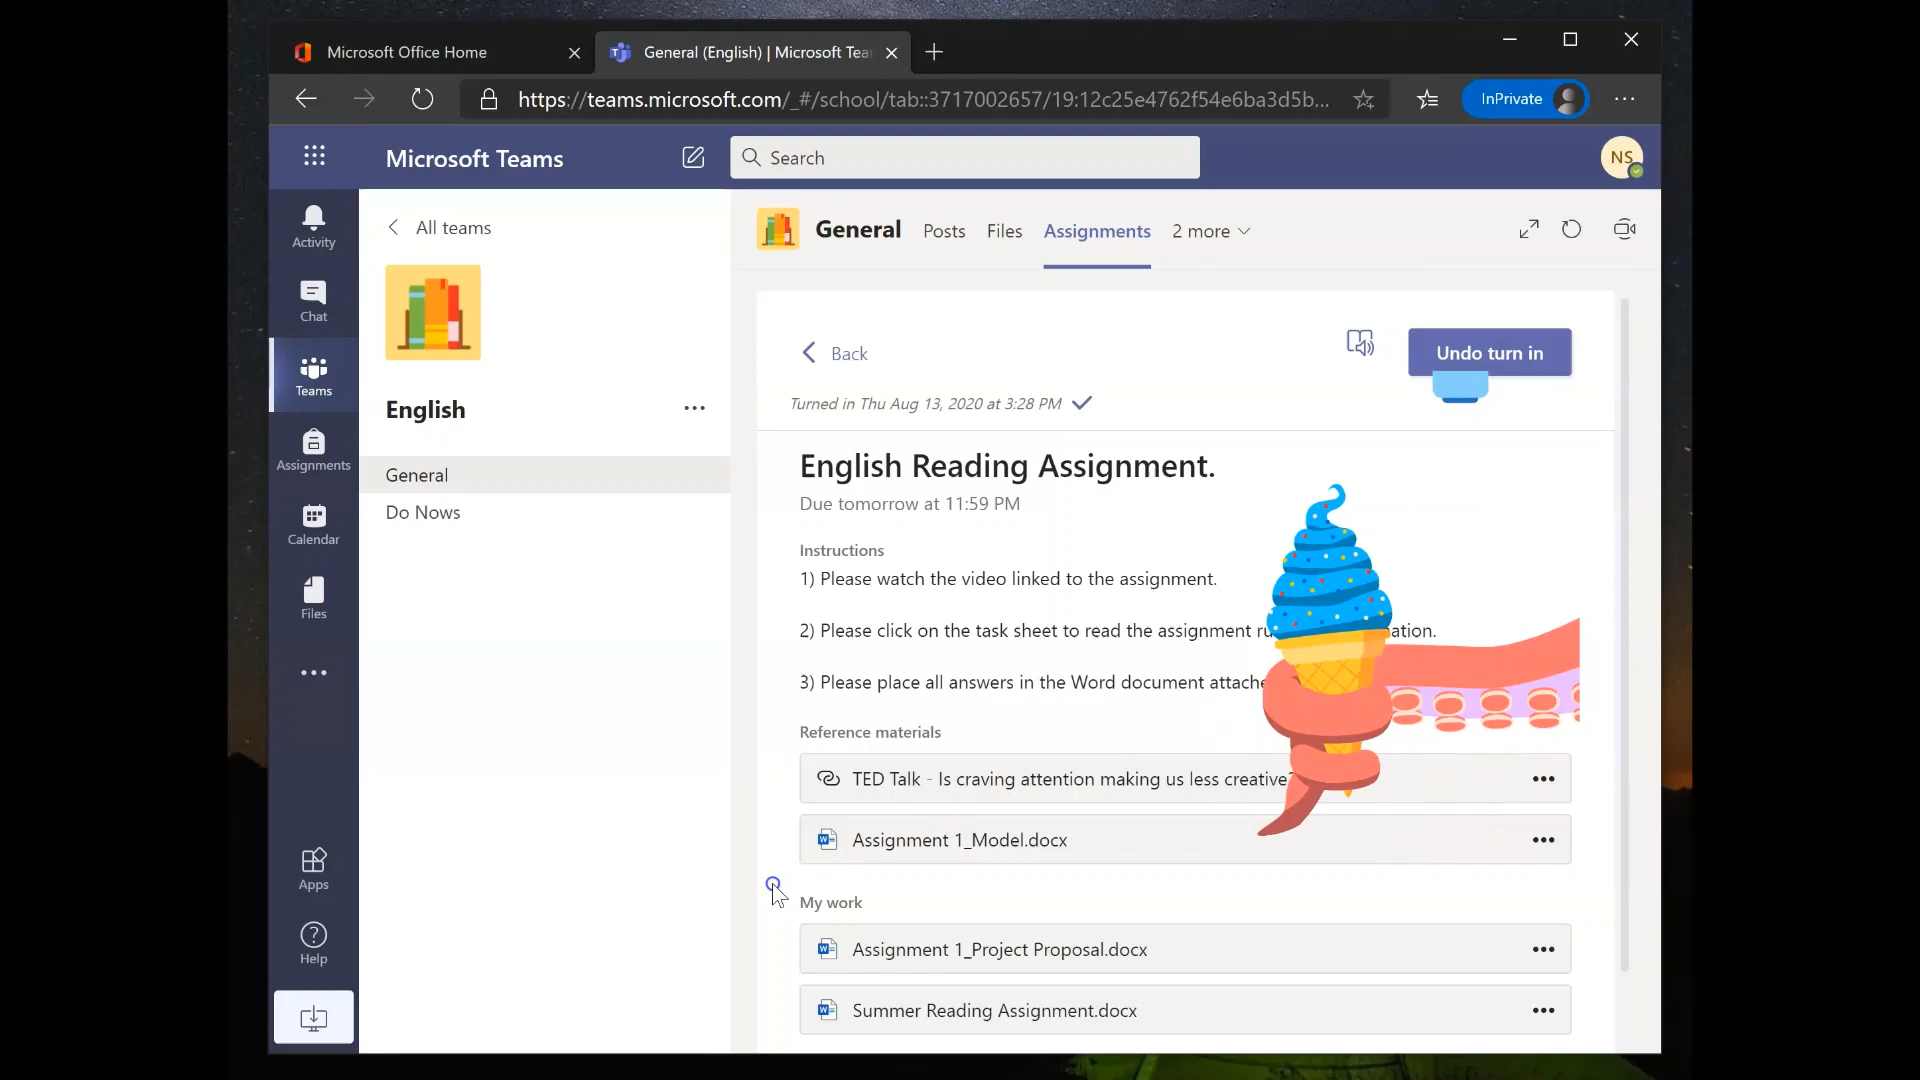 Microsoft Office Home
General (English) | Microsoft Tea
https://teams.microsoft.com/_#/school/tab::3717002657/19:12c25e4762f54e6ba3d5b...
InPrivate
Microsoft Teams
Search
NS
Activity
Chat
Teams
Assignments
Calendar
Files
Apps
Help
All teams
English
General
Do Nows
General
Posts
Files
Assignments
2 more
Back
Undo turn in
Turned in Thu Aug 13, 2020 at 3:28 PM
English Reading Assignment.
Due tomorrow at 11:59 PM
Instructions
1) Please watch the video linked to the assignment.
2) Please click on the task sheet to read the assignment ru ation.
3) Please place all answers in the Word document attache
Reference materials
TED Talk - Is craving attention making us less creative?
Assignment 1_Model.docx
My work
Assignment 1_Project Proposal.docx
Summer Reading Assignment.docx